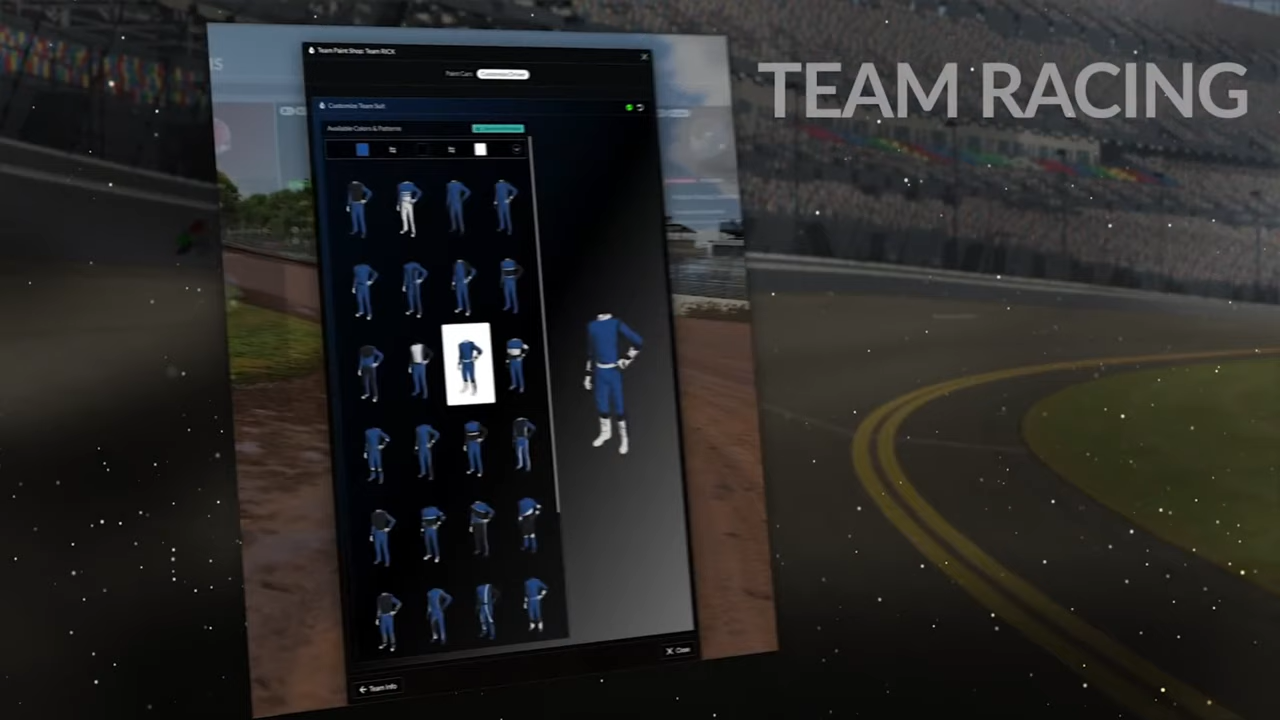 TEAM RACING
Team Paint Shop: Team RICK
Paint Cars
Customize Driver
Customize Team Suit
Available Colors & Patterns
Team Info
Close